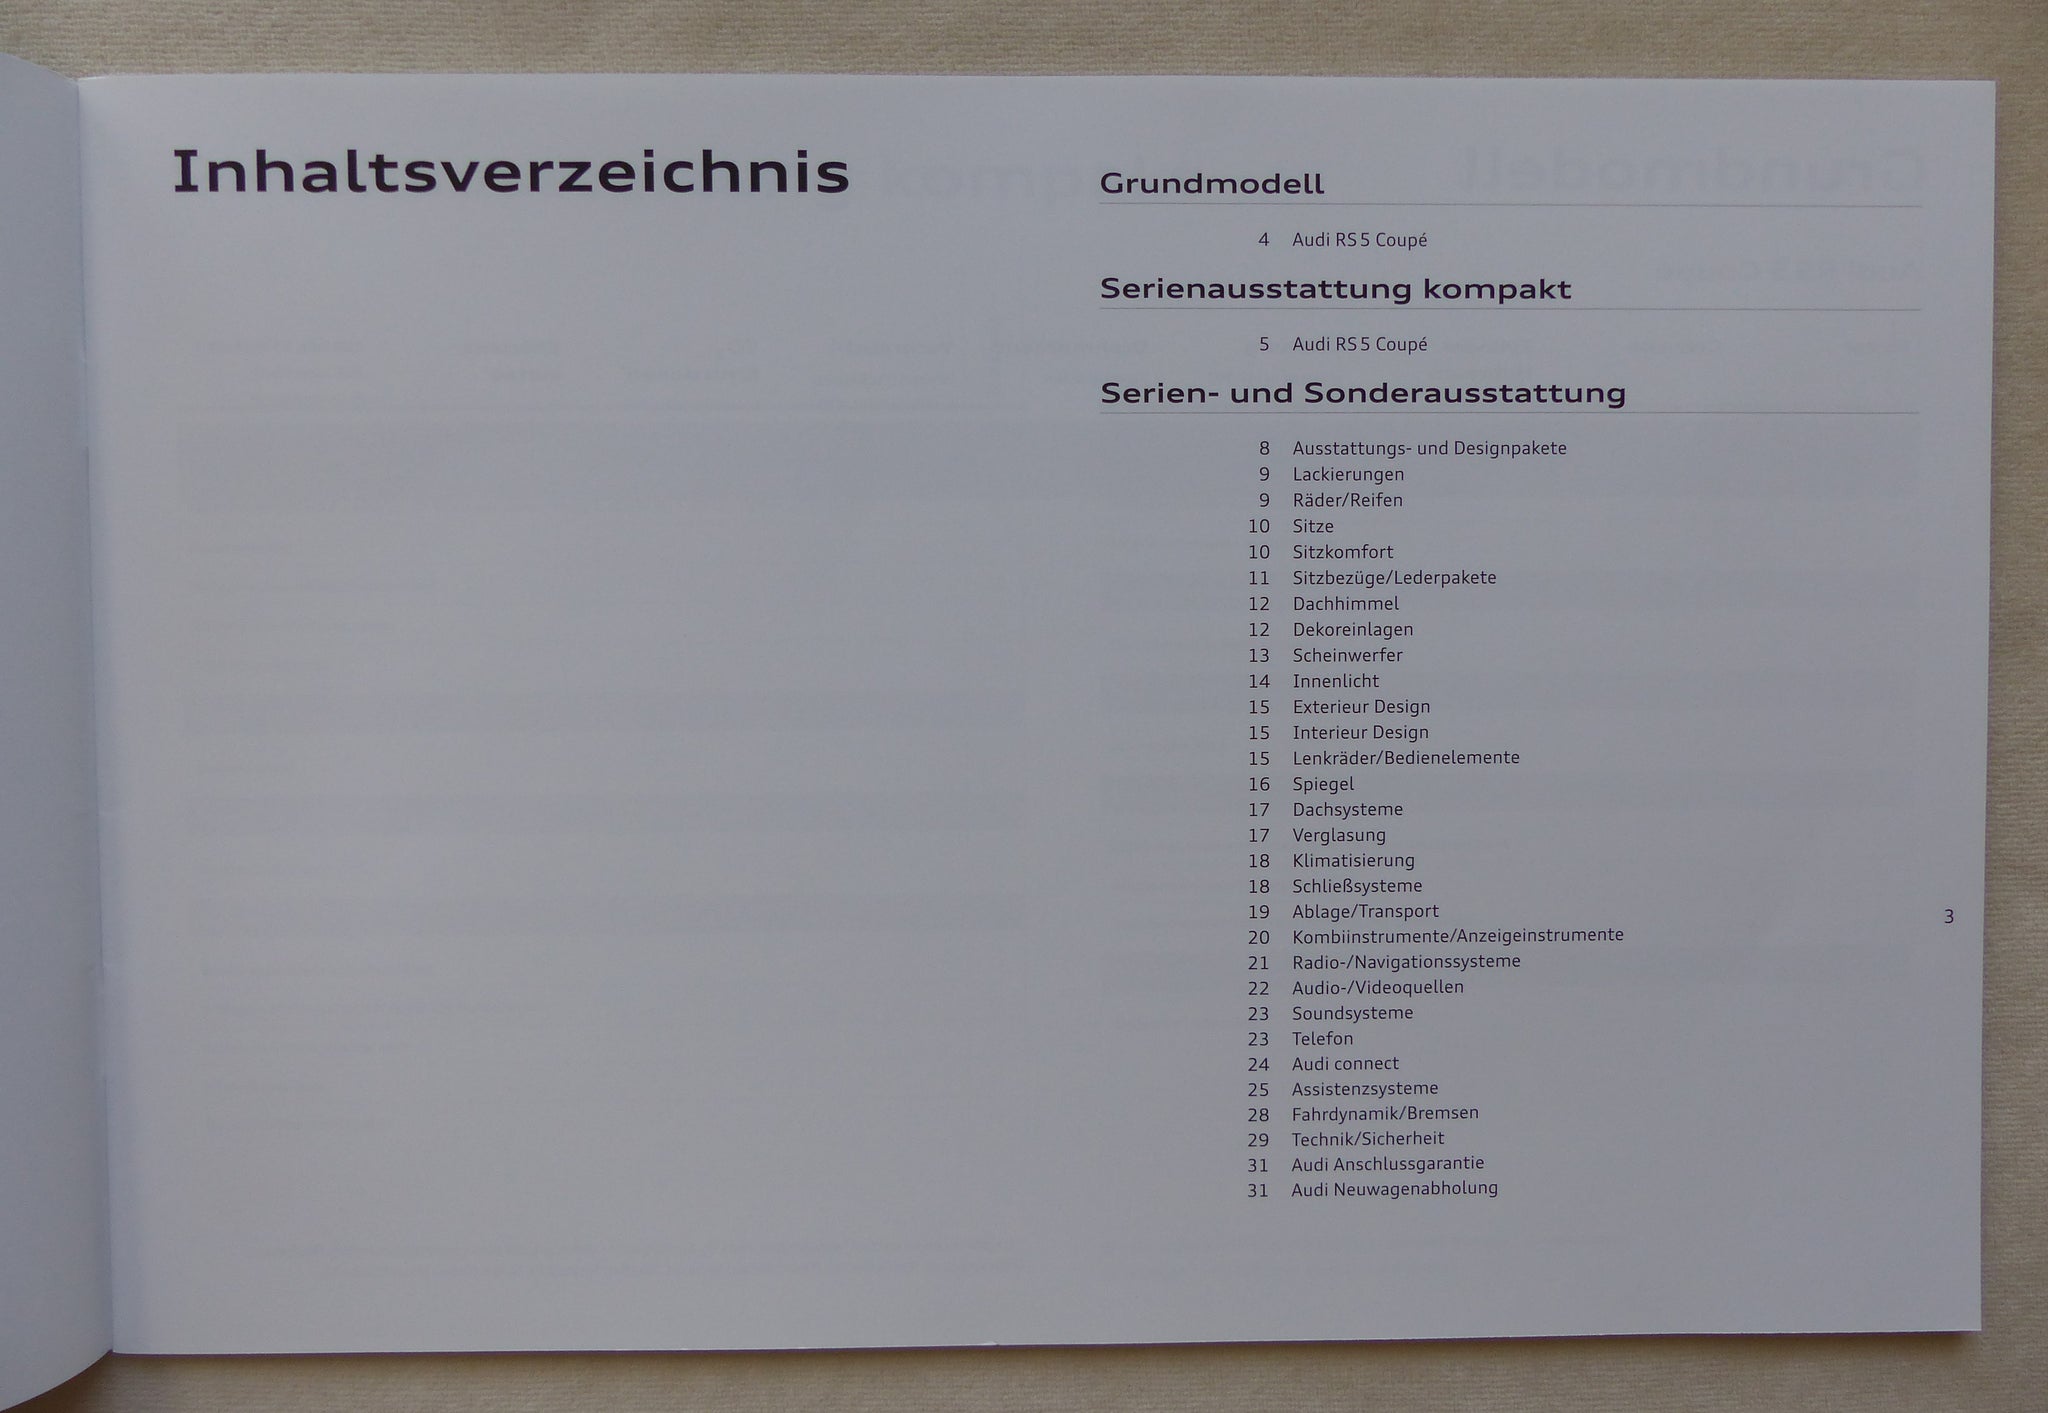 Inhaltsverzeichnis
Grundmodell
4 Audi RS 5 Coupé
Serienausstattung kompakt
5 Audi RS 5 Coupé
Serien- und Sonderausstattung
8 Ausstattungs- und Designpakete
9 Lackierungen
9 Räder/Reifen
10 Sitze
10 Sitzkomfort
11 Sitzbezüge/Lederpakete
12 Dachhimmel
12 Dekoreinlagen
13 Scheinwerfer
14 Innenlicht
15 Exterieur Design
15 Interieur Design
15 Lenkräder/Bedienelemente
16 Spiegel
17 Dachsysteme
17 Verglasung
18 Klimatisierung
18 Schließsysteme
19 Ablage/Transport
20 Kombiinstrumente/Anzeigeinstrumente
21 Radio-/Navigationssysteme
22 Audio-/Videoquellen
23 Soundsysteme
23 Telefon
24 Audi connect
25 Assistenzsysteme
28 Fahrdynamik/Bremsen
29 Technik/Sicherheit
31 Audi Anschlussgarantie
31 Audi Neuwagenabholung
3